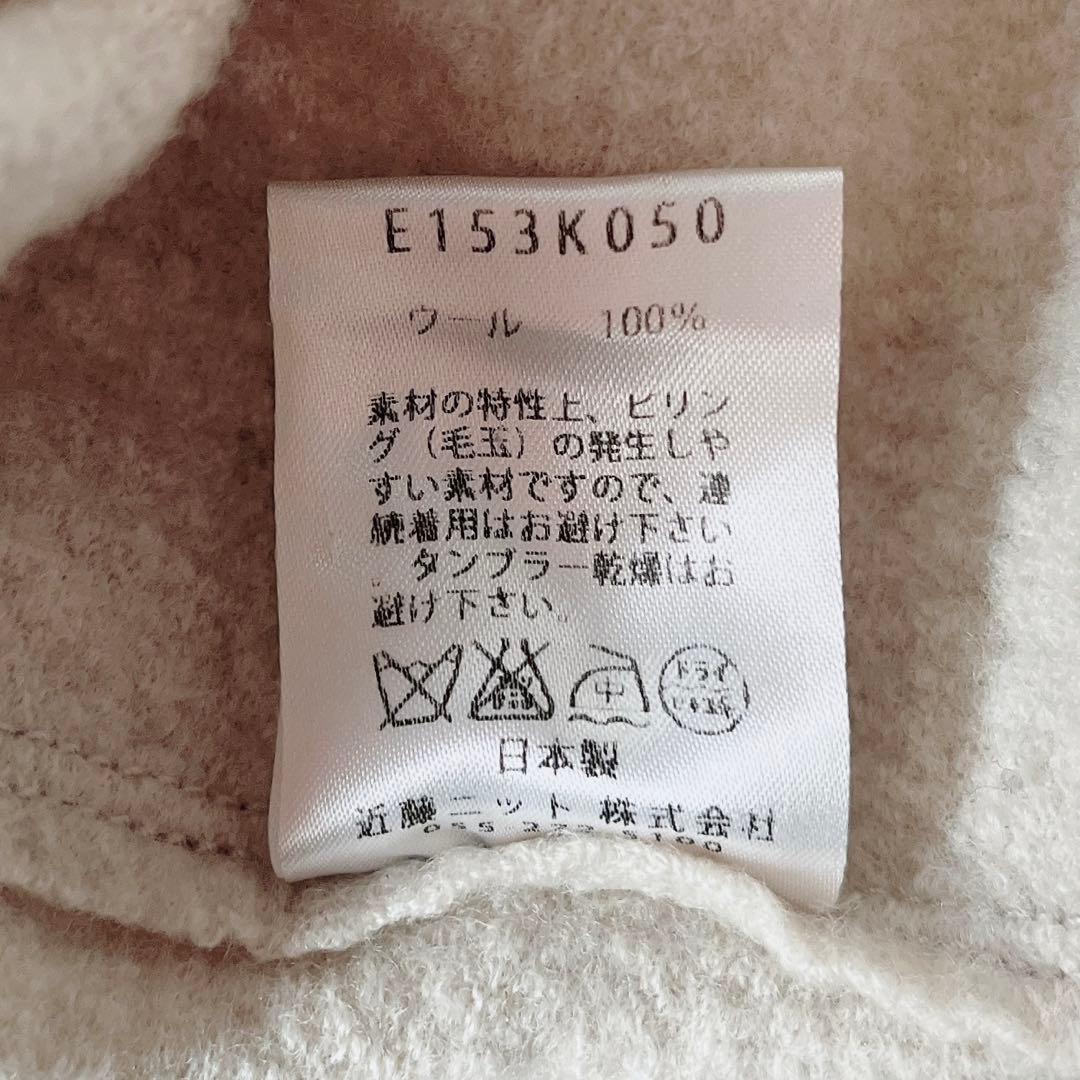 E153K050
ウール 100%
素材の特性上、ピリン
グ（毛玉）の発生しや
すい素材ですので、連
続着用はお避け下さい
タンブラー乾燥はお
避け下さい。
中 ドライ
日本製
近藤ニット株式会社